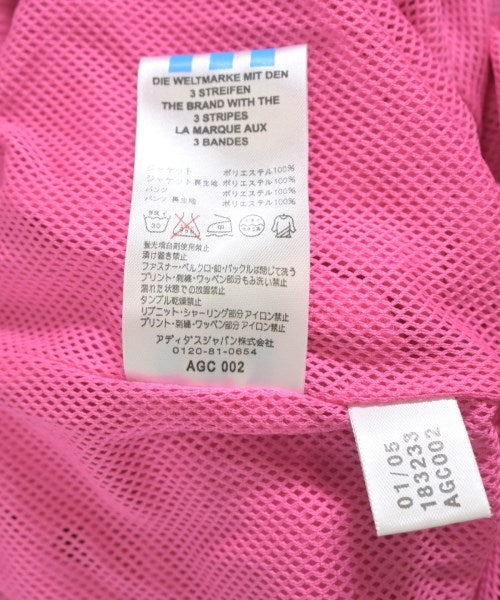 DIE WELTMARKE MIT DEN
3 STREIFEN
THE BRAND WITH THE
3 STRIPES
LA MARQUE AUX
3 BANDES
ジャケット ポリエステル100%
ジャケット 裏生地 ポリエステル100%
パンツ ポリエステル100%
パンツ 裏生地 ポリエステル100%
30
蛍光増白剤使用禁止
漬け置き禁止
ファスナー・ベルクロ・釦・バックルは閉じて洗う
プリント・刺繍・ワッペン部分もみ洗い禁止
濡れた状態での放置禁止
タンブル乾燥禁止
リブニット・シャーリング部分アイロン禁止
プリント・刺繍・ワッペン部分アイロン禁止
アディダスジャパン株式会社
0120-81-0654
AGC 002
01/05
183233
AGC002